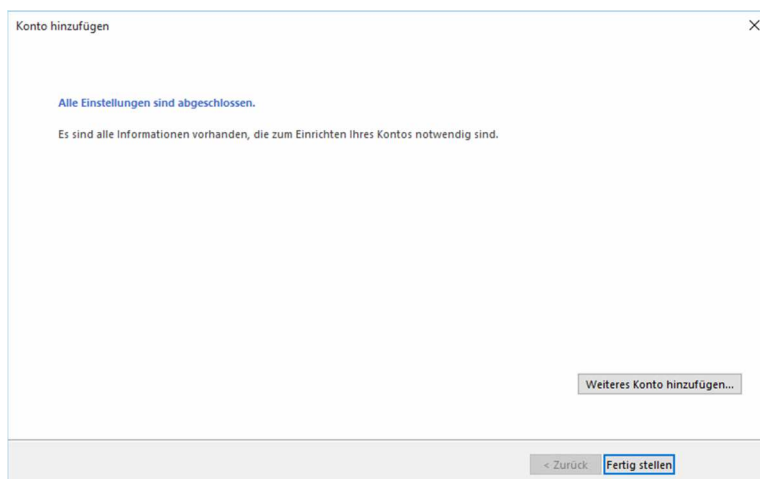 Konto hinzufügen
Alle Einstellungen sind abgeschlossen.
Es sind alle Informationen vorhanden, die zum Einrichten Ihres Kontos notwendig sind.
Weiteres Konto hinzufügen...
< Zurück
Fertig stellen